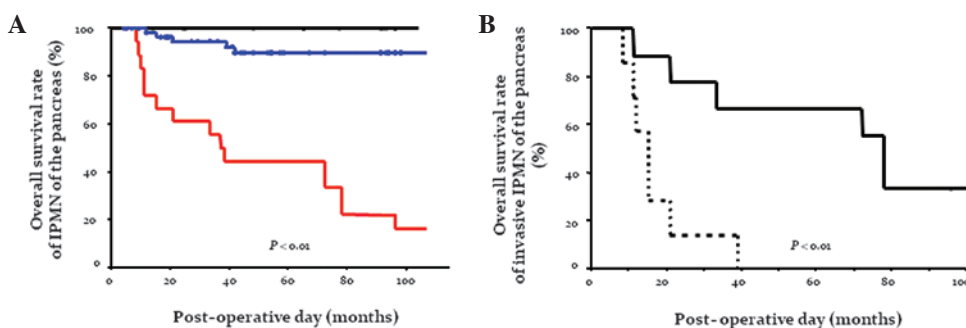 A
Overall survival rate
of IPMN of the pancreas (%)
100
80
60
40
20
0
P < 0.01
0 20 40 60 80 100
Post-operative day (months)
B
Overall survival rate
of invasive IPMN of the pancreas
(%)
100
80
60
40
20
0
P < 0.01
0 20 40 60 80 100
Post-operative day (months)